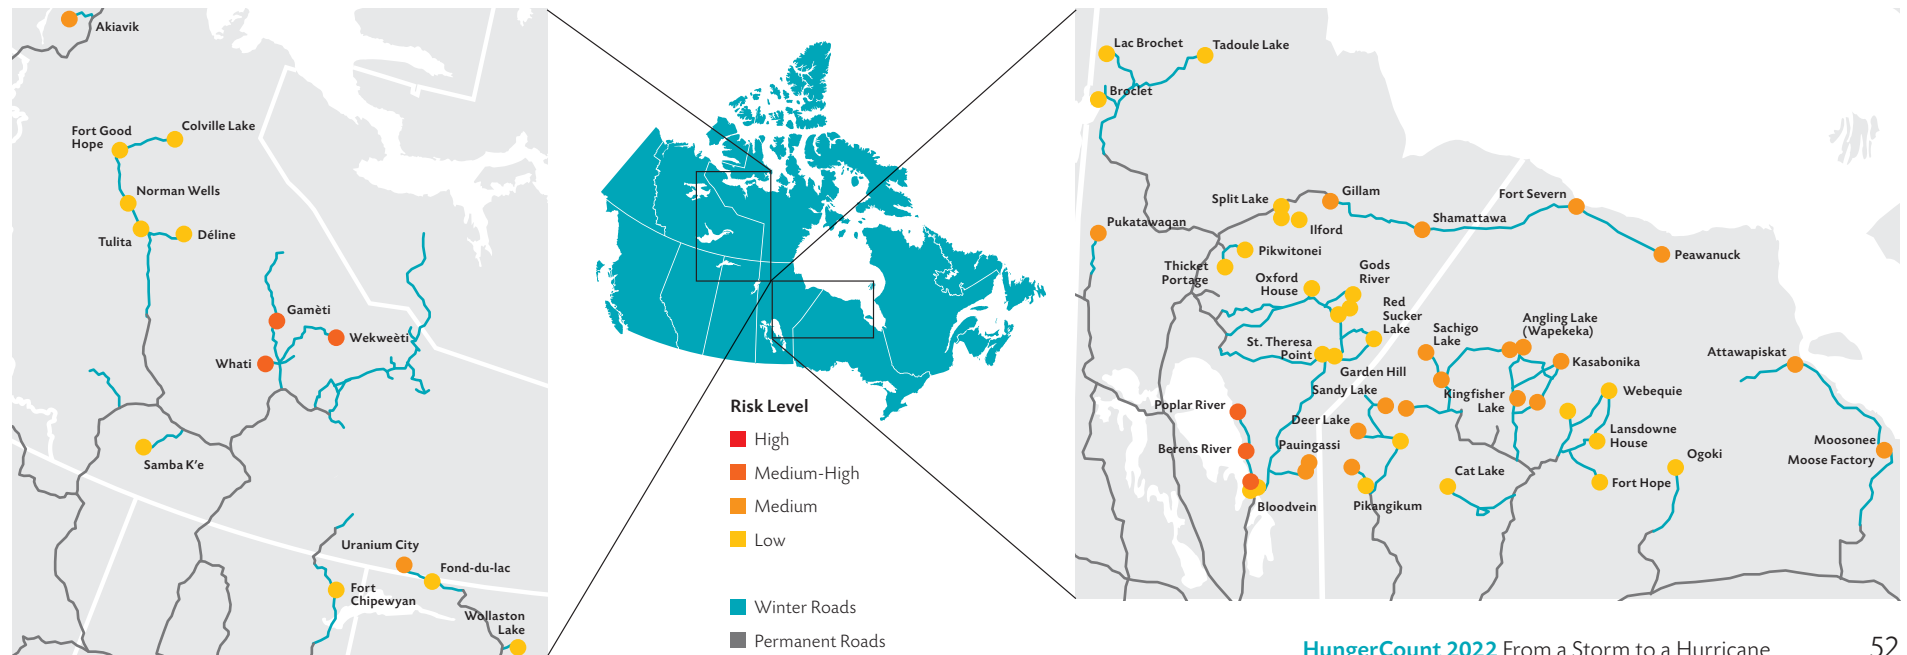 Akiavik
Fort Good
Hope
Colville Lake
Norman Wells
Tulita
Déline
Gamèti
Wekweèti
Whati
Samba K'e
Uranium City
Fond-du-lac
Fort
Chipewyan
Wollaston
Lake
Risk Level
High
Medium-High
Medium
Low
Winter Roads
Permanent Roads
Lac Brochet
Tadoule Lake
Broclet
Pukatawaqan
Split Lake
Gillam
Ilford
Shamattawa
Fort Severn
Peawanuck
Pikwitonei
Thicket
Portage
Oxford
House
Gods
River
Red
Sucker
Lake
St. Theresa
Point
Garden Hill
Sachigo
Lake
Angling Lake
(Wapekeka)
Kasabonika
Attawapiskat
Sandy Lake
Kingfisher
Lake
Webequie
Poplar River
Deer Lake
Berens River
Pauingassi
Lansdowne
House
Moosonee
Moose Factory
Ogoki
Cat Lake
Fort Hope
Bloodvein
Pikangikum
HungerCount 2022 From a Storm to a Hurricane 52